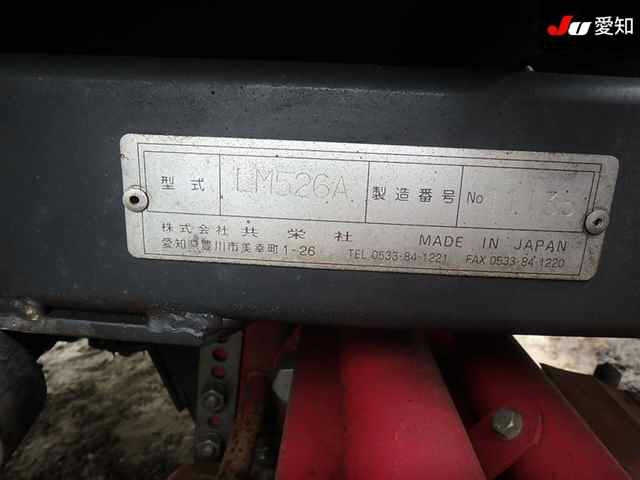 JU 愛知
型式 LM526A 製造番号 No
株式会社 共栄社 MADE IN JAPAN
愛知県豊川市美幸町1-26 TEL 0533-84-1221 FAX 0533-84-1220